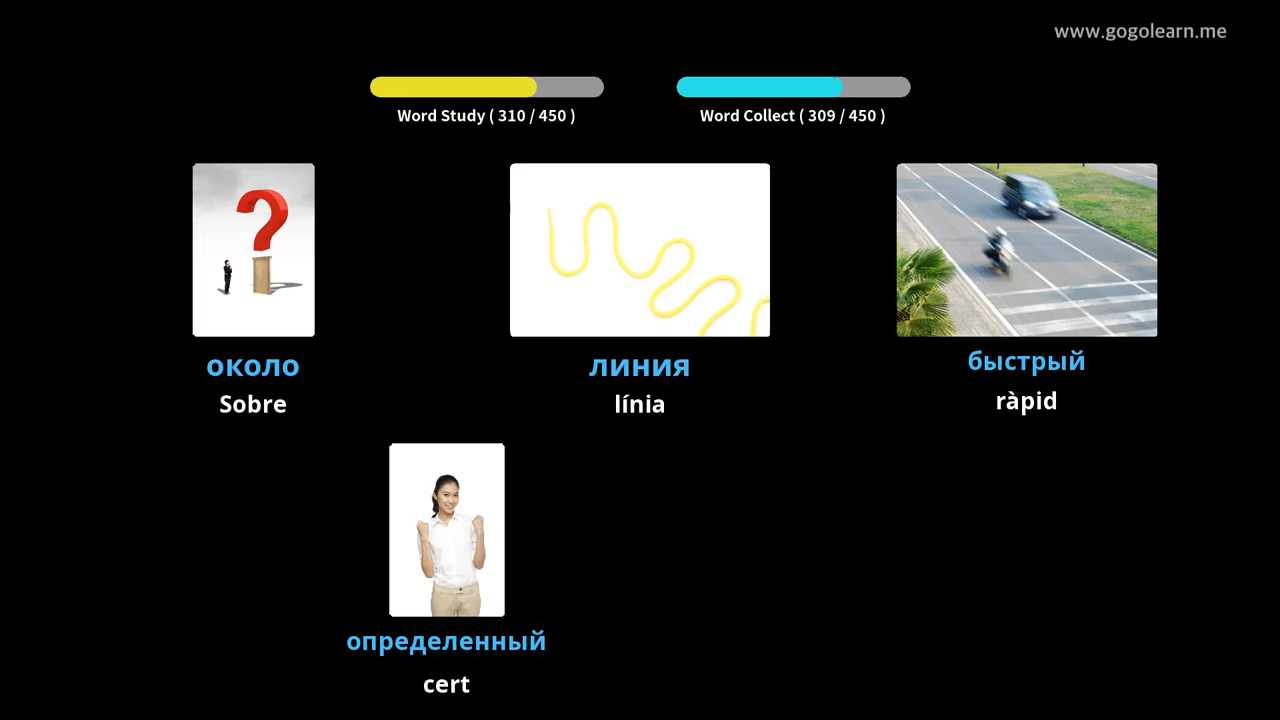 www.gogolearn.me
Word Study ( 310 / 450 )
Word Collect ( 309 / 450 )
около
Sobre
линия
línia
быстрый
ràpid
определенный
cert